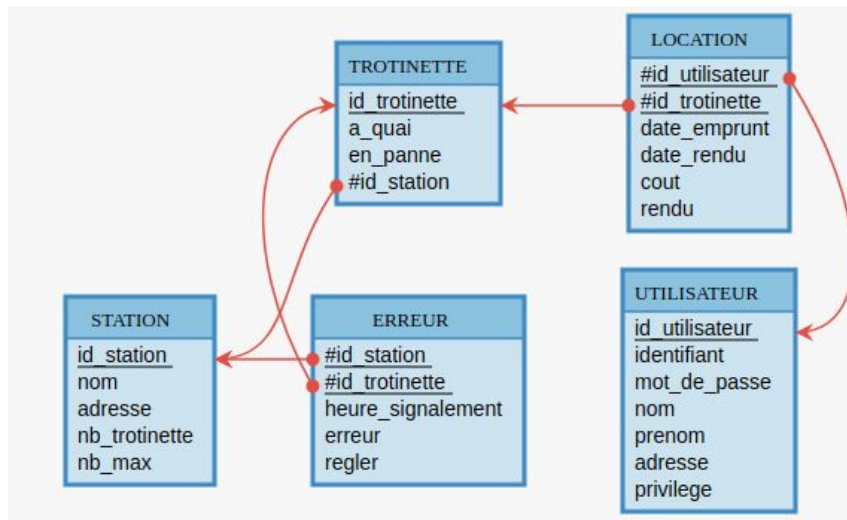 TROTINETTE
id_trotinette
a_quai
en_panne
#id_station
LOCATION
#id_utilisateur
#id_trotinette
date_emprunt
date_rendu
cout
rendu
STATION
id_station
nom
adresse
nb_trotinette
nb_max
ERREUR
#id_station
#id_trotinette
heure_signalement
erreur
regler
UTILISATEUR
id_utilisateur
identifiant
mot_de_passe
nom
prenom
adresse
privilege